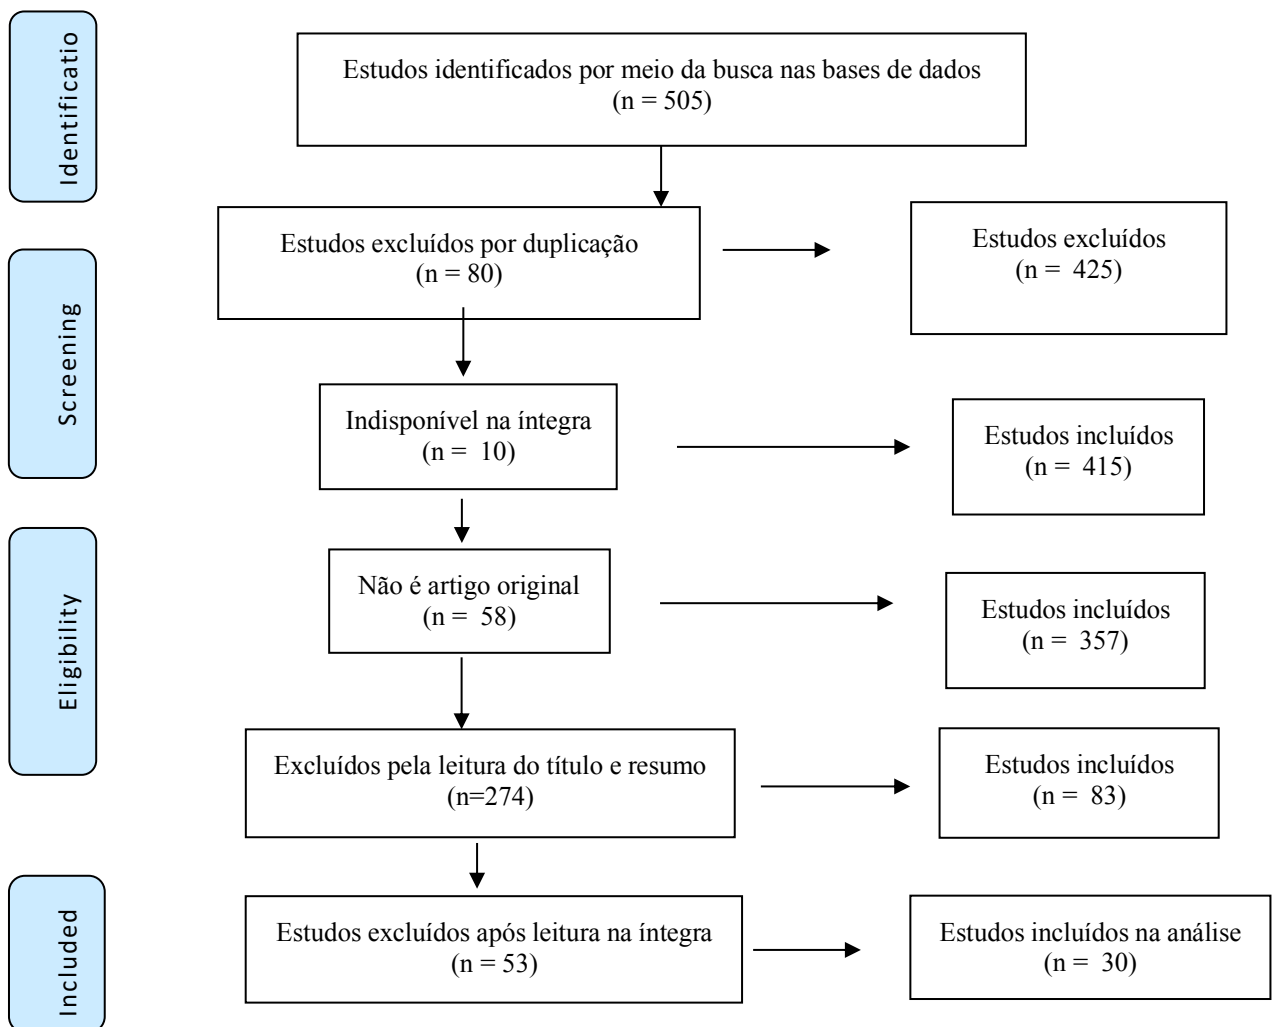 Identificatio
Estudos identificados por meio da busca nas bases de dados
(n = 505)
Estudos excluídos por duplicação
(n = 80)
Estudos excluídos
(n = 425)
Screening
Indisponível na íntegra
(n = 10)
Estudos incluídos
(n = 415)
Eligibility
Não é artigo original
(n = 58)
Estudos incluídos
(n = 357)
Excluídos pela leitura do título e resumo
(n=274)
Estudos incluídos
(n = 83)
Included
Estudos excluídos após leitura na íntegra
(n = 53)
Estudos incluídos na análise
(n = 30)